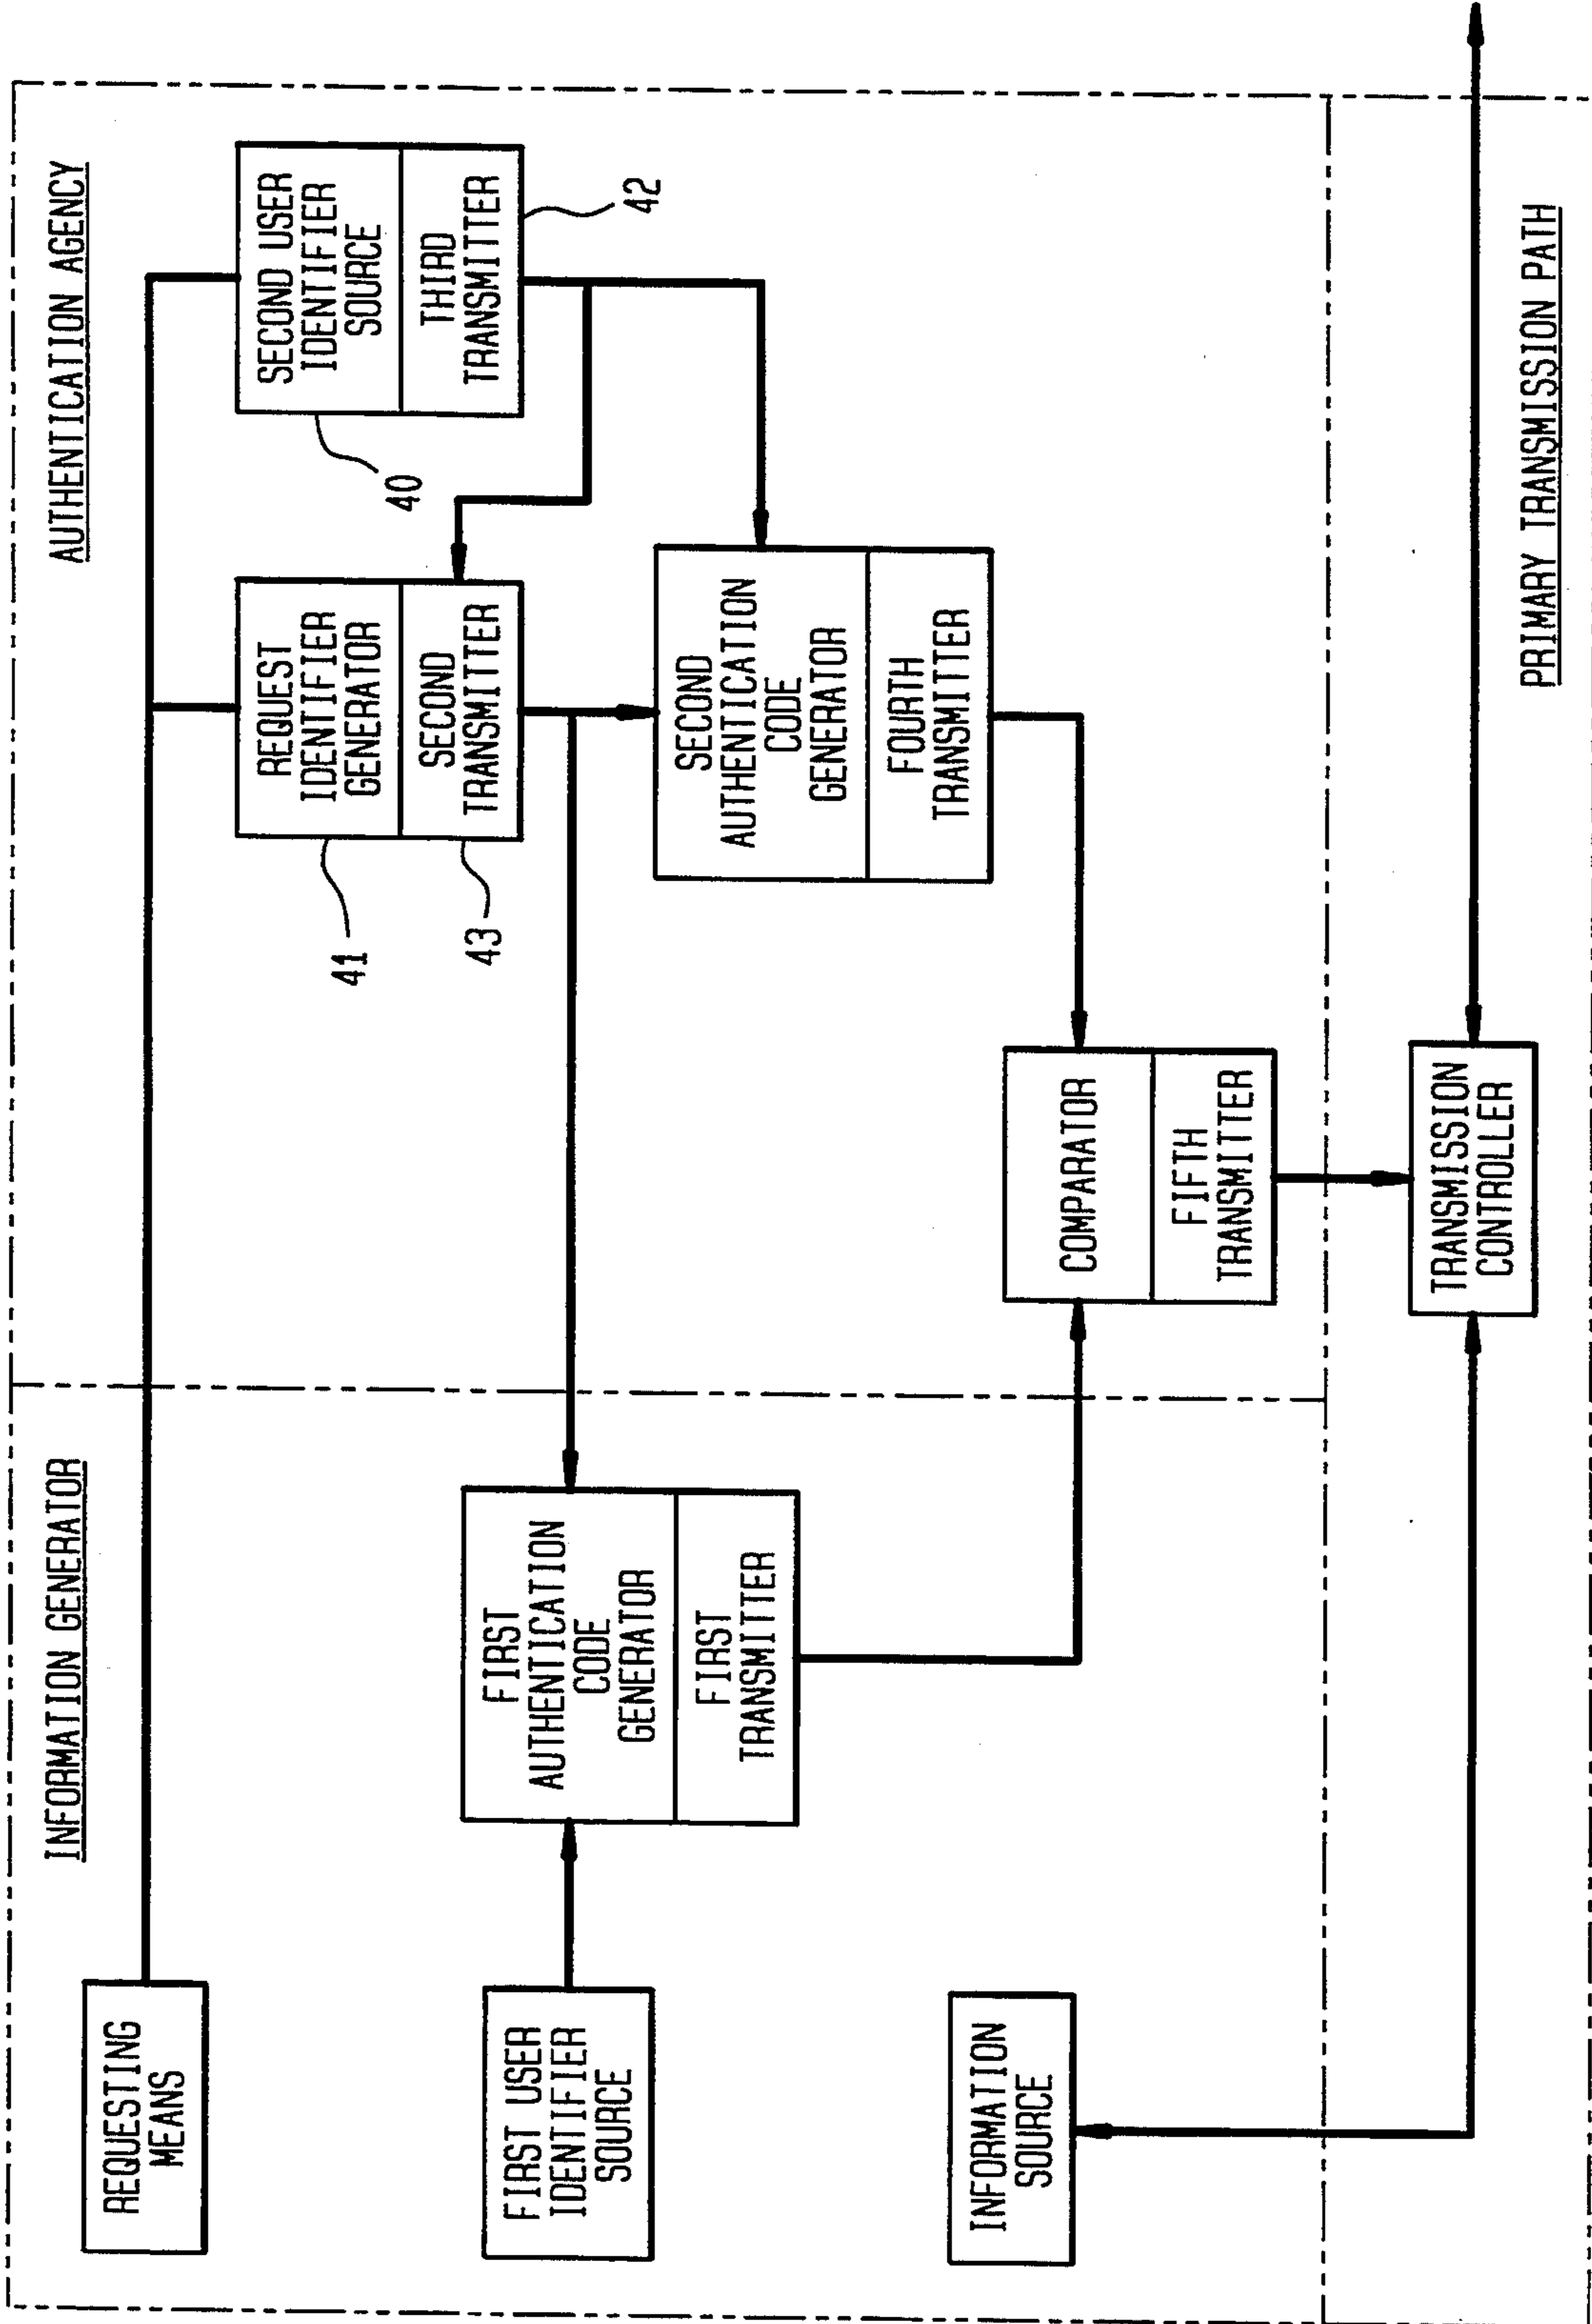 INFORMATION GENERATOR
AUTHENTICATION AGENCY
REQUESTING
MEANS
REQUEST
IDENTIFIER
GENERATOR
SECOND
TRANSMITTER
41
43
SECOND USER
IDENTIFIER
SOURCE
THIRD
TRANSMITTER
40
42
FIRST USER
IDENTIFIER
SOURCE
FIRST
AUTHENTICATION
CODE
GENERATOR
FIRST
TRANSMITTER
SECOND
AUTHENTICATION
CODE
GENERATOR
FOURTH
TRANSMITTER
INFORMATION
SOURCE
COMPARATOR
FIFTH
TRANSMITTER
TRANSMISSION
CONTROLLER
PRIMARY TRANSMISSION PATH